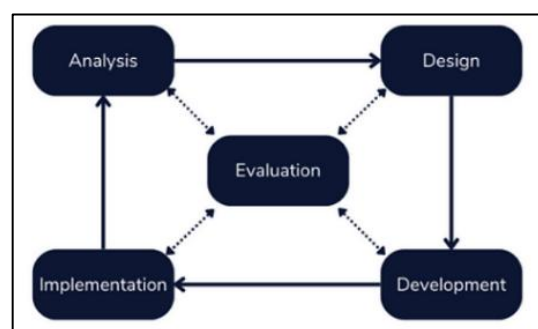 Analysis
Design
Evaluation
Implementation
Development